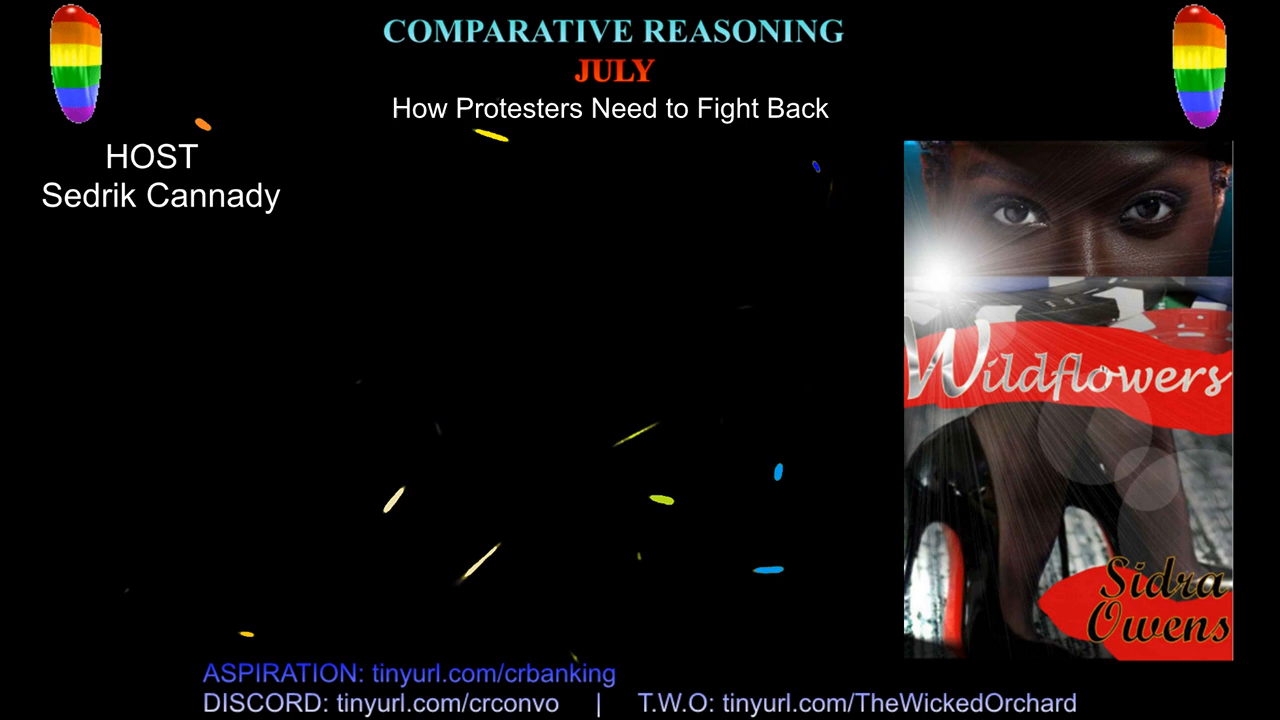 COMPARATIVE REASONING
JULY
How Protesters Need to Fight Back
HOST
Sedrik Cannady
Wildflowers
Sidra
Owens
ASPIRATION: tinyurl.com/crbanking
DISCORD: tinyurl.com/crconvo | T.W.O: tinyurl.com/TheWickedOrchard